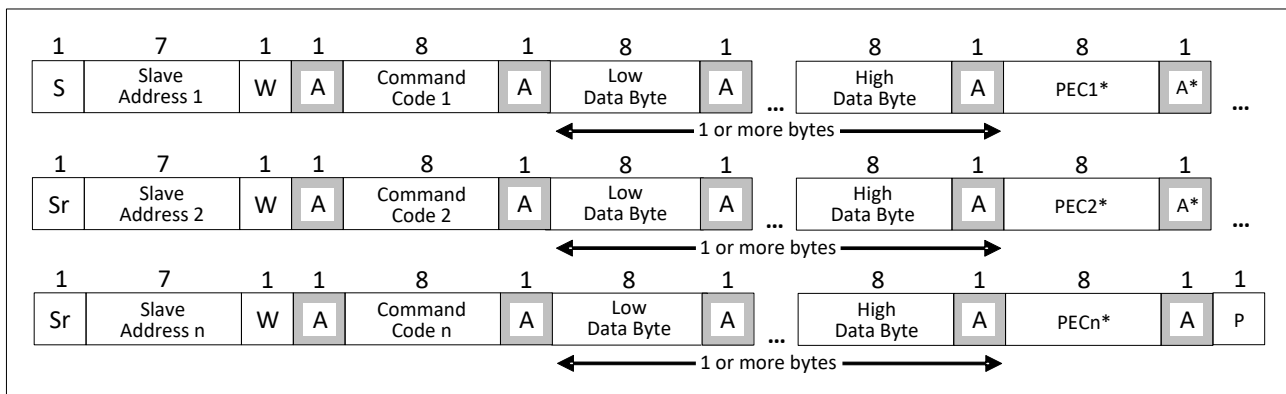 1 7 1 1 8 1 8 1 8 1 8 1
S Slave Address 1 W A Command Code 1 A Low Data Byte A ... High Data Byte A PEC1* A* ...
1 or more bytes
1 7 1 1 8 1 8 1 8 1 8 1
Sr Slave Address 2 W A Command Code 2 A Low Data Byte A ... High Data Byte A PEC2* A* ...
1 or more bytes
1 7 1 1 8 1 8 1 8 1 8 1 1
Sr Slave Address n W A Command Code n A Low Data Byte A ... High Data Byte A PECn* A P
1 or more bytes